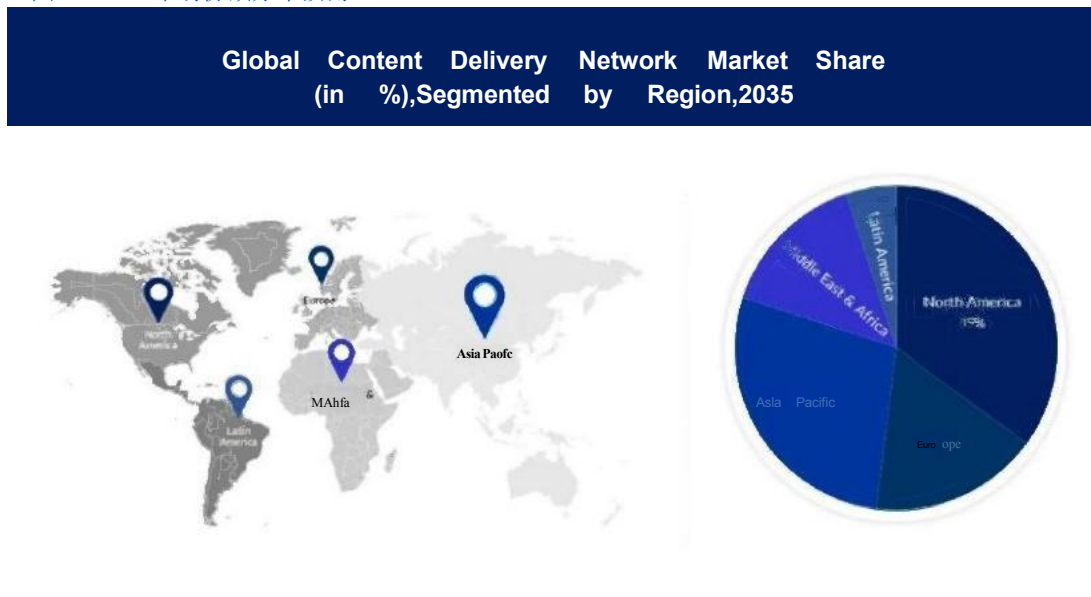 Global Content Delivery Network Market Share
(in %),Segmented by Region,2035
Europe
North
America
Asia Paofc
MAhfa &
Latin
America
Latin America
Middle East & Africa
North America
Asla Pacific
Euro opc